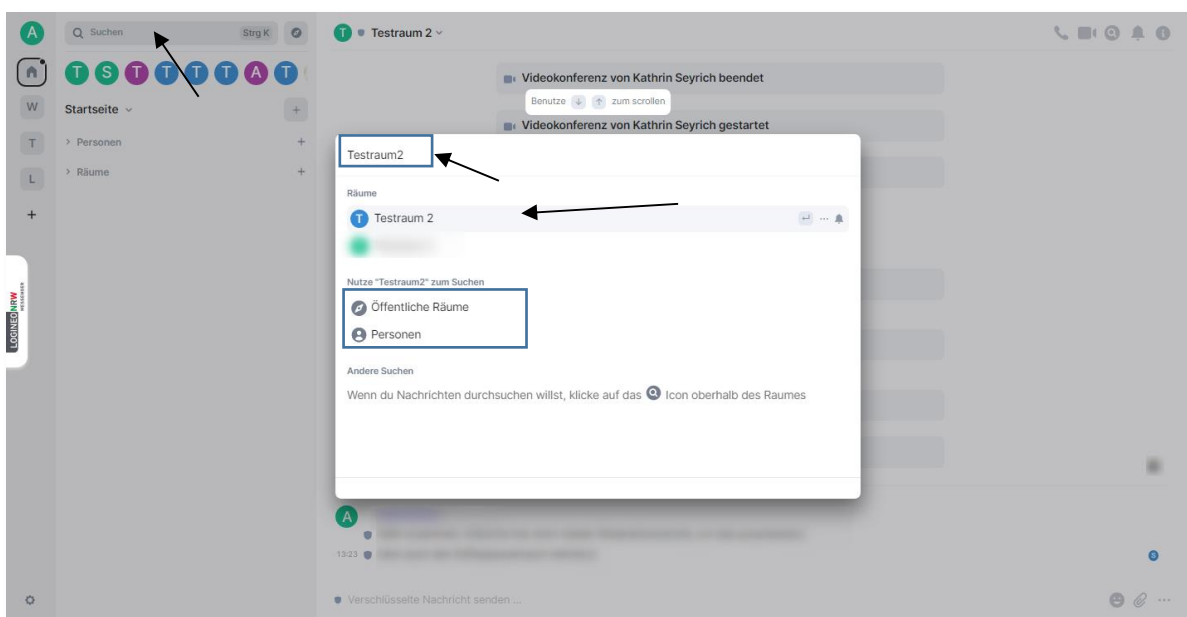 A
Suchen
Strg K
T
Testraum 2
T S T T T T A T
Videokonferenz von Kathrin Seyrich beendet
W
Startseite
+
Benutze ↓ ↑ zum scrollen
Videokonferenz von Kathrin Seyrich gestartet
T
> Personen
+
Testraum2
L
> Räume
+
Räume
+
T
Testraum 2
Nutze "Testraum2" zum Suchen
Öffentliche Räume
Personen
LOGINEO NRW
MESSENGER
Andere Suchen
Wenn du Nachrichten durchsuchen willst, klicke auf das Icon oberhalb des Raumes
A
13:23
S
Verschlüsselte Nachricht senden ...